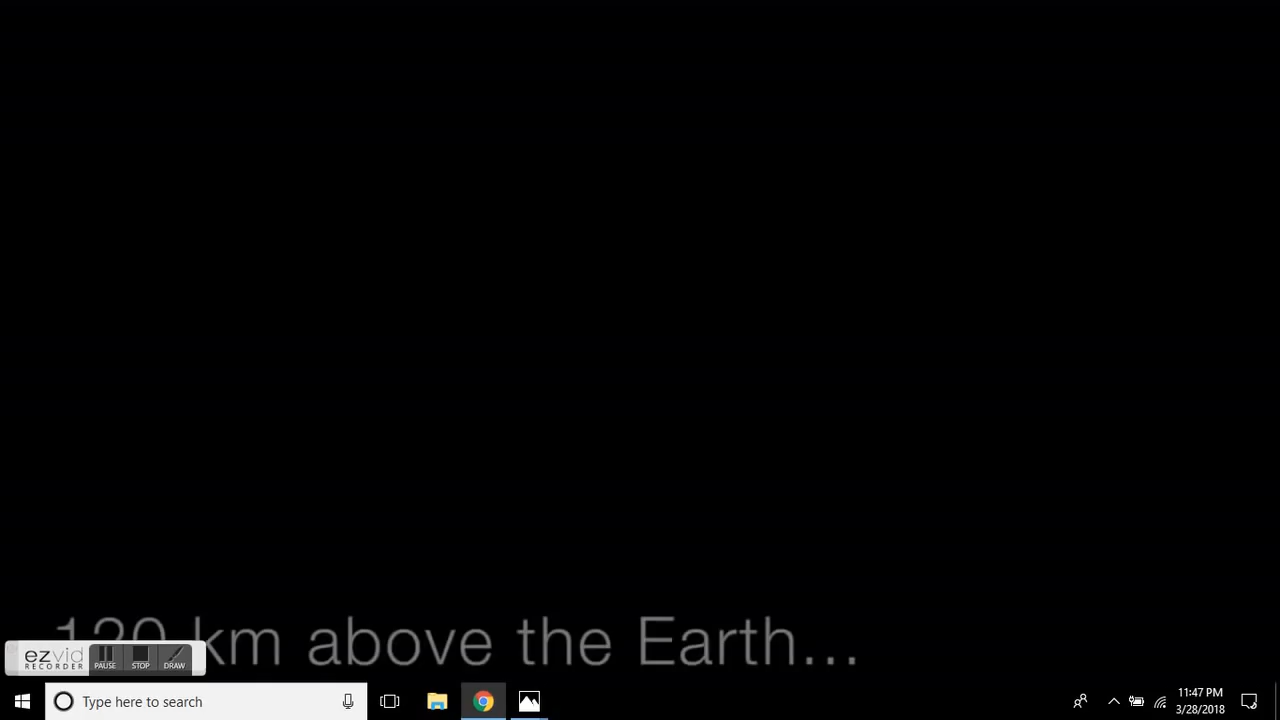 120 km above the Earth...
ezvid
RECORDER
PAUSE
STOP
DRAW
Type here to search
11:47 PM
3/28/2018